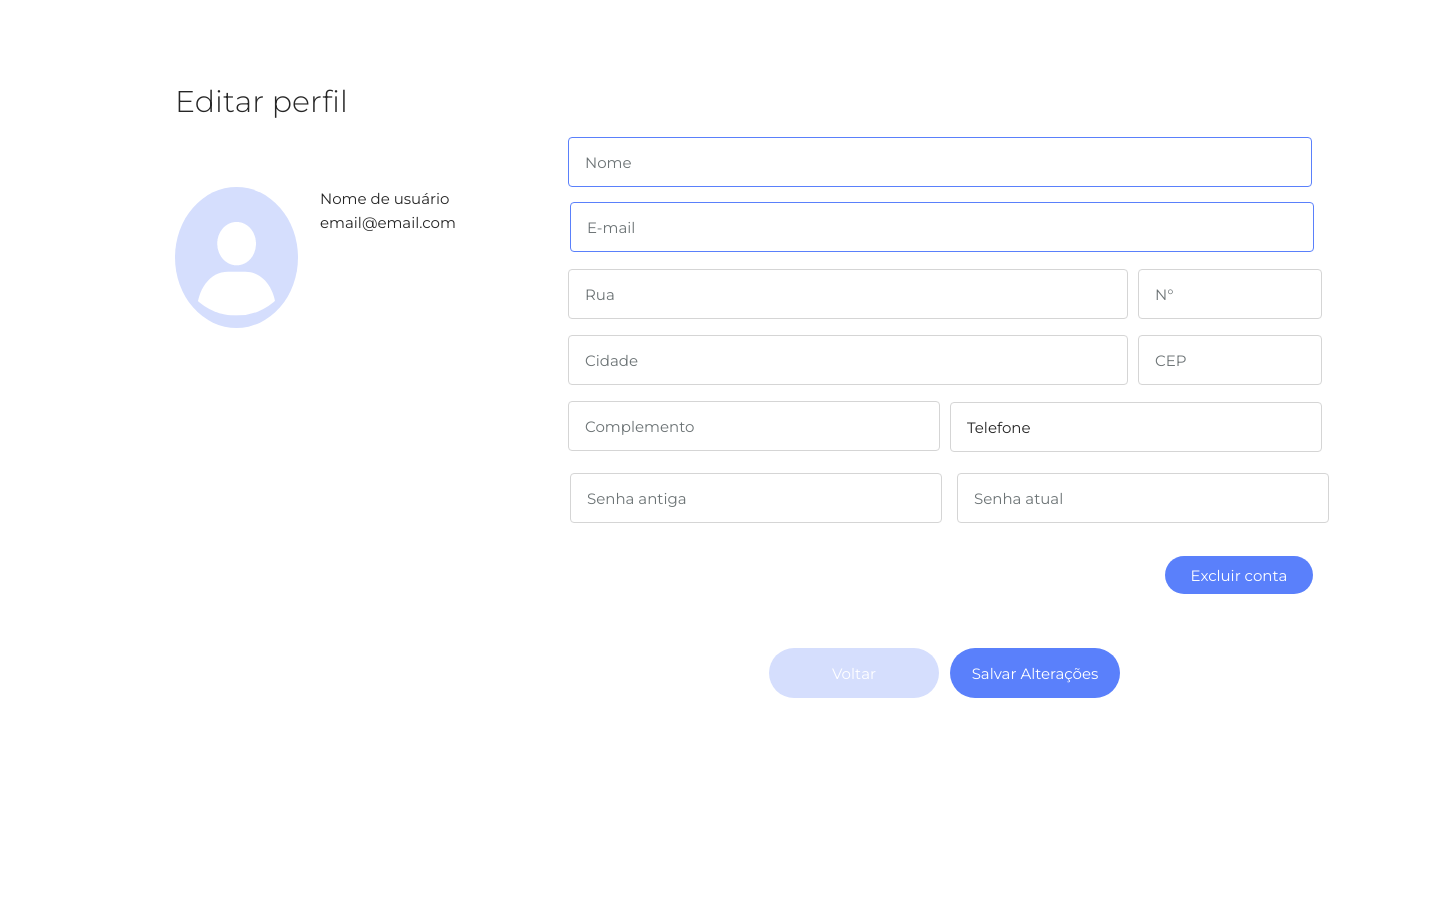 Editar perfil
Nome de usuário
email@email.com
Nome
E-mail
Rua
N°
Cidade
CEP
Complemento
Telefone
Senha antiga
Senha atual
Excluir conta
Voltar
Salvar Alterações